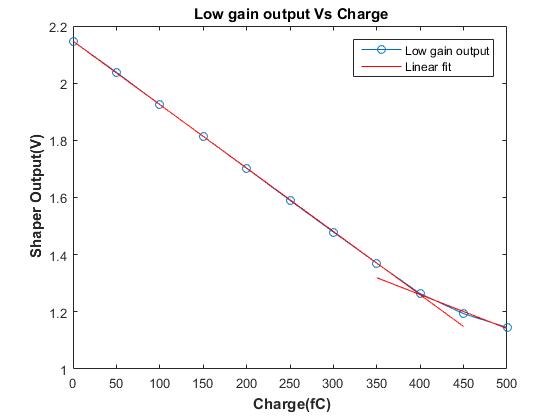 Low gain output Vs Charge
2.2
2
1.8
1.6
1.4
1.2
1
Shaper Output(V)
Low gain output
Linear fit
0 50 100 150 200 250 300 350 400 450 500
Charge(fC)